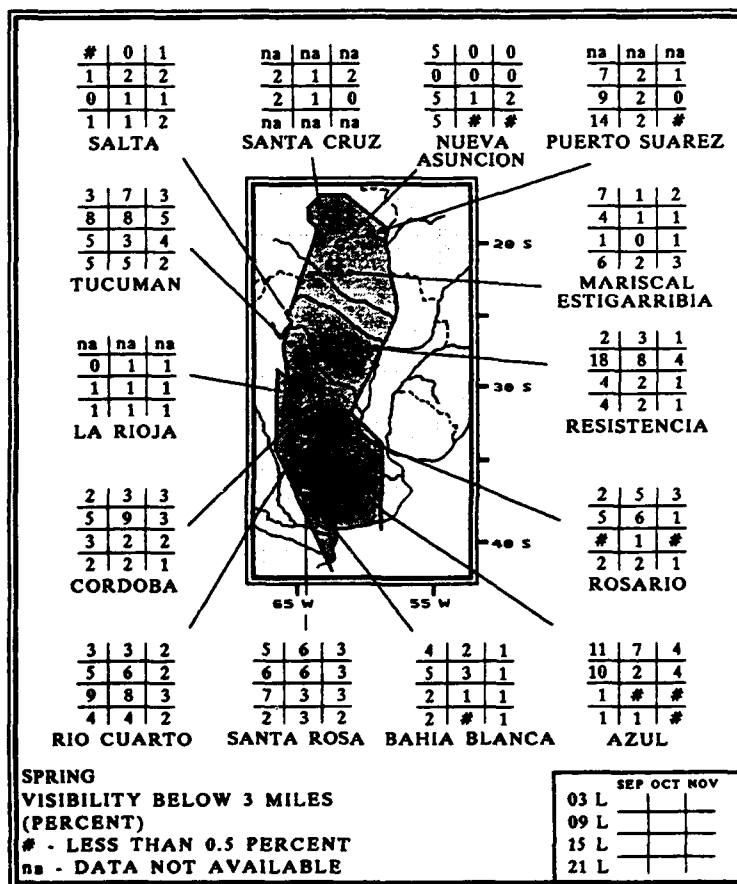 # 0 1
1 2 2
0 1 1
1 1 2
SALTA
na na na
2 1 2
2 1 0
na na na
SANTA CRUZ
5 0 0
0 0 0
5 1 2
5 # #
NUEVA
ASUNCION
na na na
7 2 1
9 2 0
14 2 #
PUERTO SUAREZ
3 7 3
8 8 5
5 3 4
5 5 2
TUCUMAN
20 S
7 1 2
4 1 1
1 0 1
6 2 3
MARISCAL
ESTIGARRIBIA
na na na
0 1 1
1 1 1
1 1 1
LA RIOJA
30 S
2 3 1
18 8 4
4 2 1
4 2 1
RESISTENCIA
2 3 3
5 9 3
3 2 2
2 2 1
CORDOBA
40 S
2 5 3
5 6 1
# 1 #
2 2 1
ROSARIO
65 W
55 W
3 3 2
5 6 2
9 8 3
4 4 2
RIO CUARTO
5 6 3
6 6 3
7 3 3
2 3 2
SANTA ROSA
4 2 1
5 3 1
2 1 1
2 # 1
BAHIA BLANCA
11 7 4
10 2 4
1 # #
1 1 #
AZUL
SPRING
VISIBILITY BELOW 3 MILES
(PERCENT)
# - LESS THAN 0.5 PERCENT
na - DATA NOT AVAILABLE
SEP OCT NOV
03 L
09 L
15 L
21 L